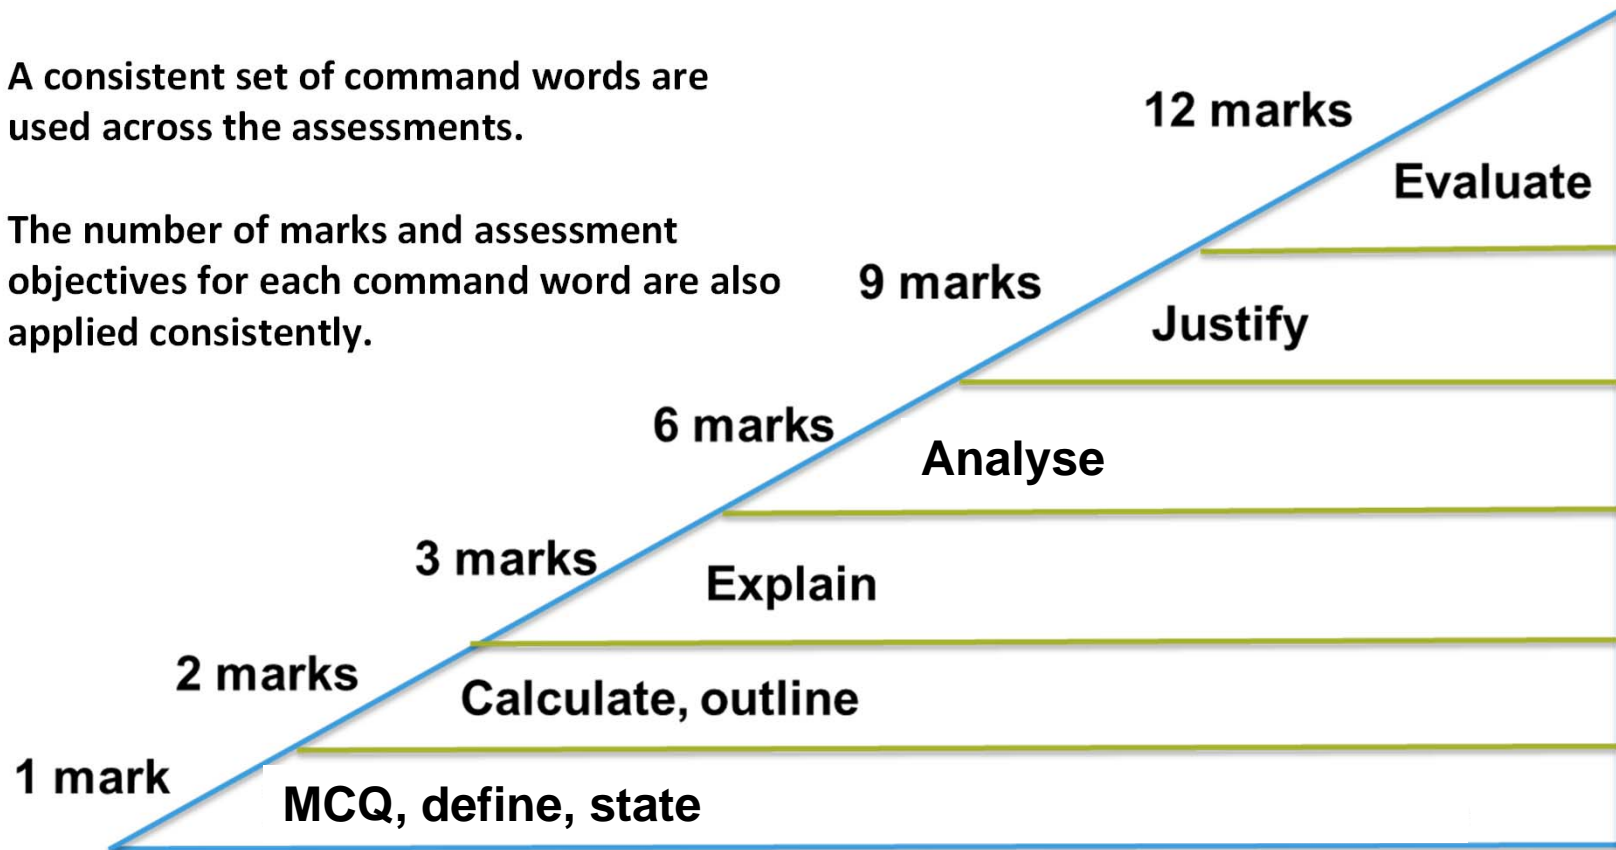 A consistent set of command words are
used across the assessments.
The number of marks and assessment
objectives for each command word are also
applied consistently.
12 marks
Evaluate
9 marks
Justify
6 marks
Analyse
3 marks
Explain
2 marks
Calculate, outline
1 mark
MCQ, define, state